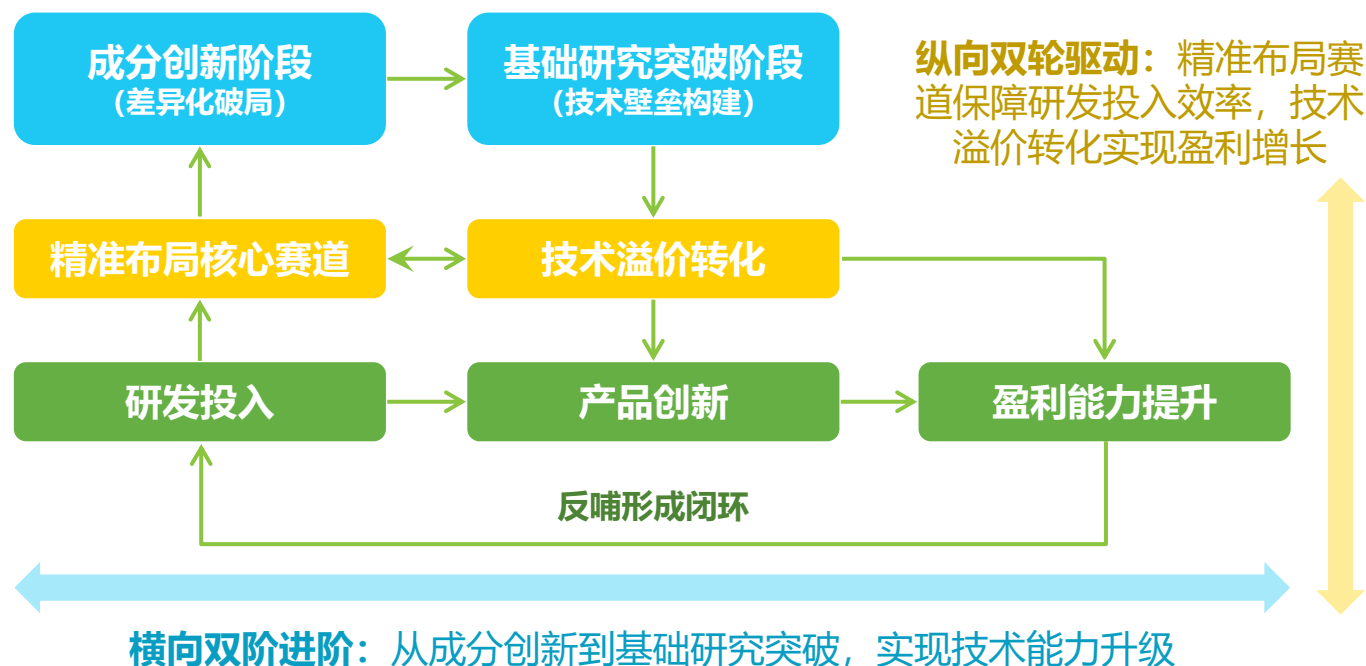 成分创新阶段
（差异化破局）
基础研究突破阶段
（技术壁垒构建）
纵向双轮驱动：精准布局赛
道保障研发投入效率，技术
溢价转化实现盈利增长
精准布局核心赛道
技术溢价转化
研发投入
产品创新
盈利能力提升
反哺形成闭环
横向双阶进阶：从成分创新到基础研究突破，实现技术能力升级